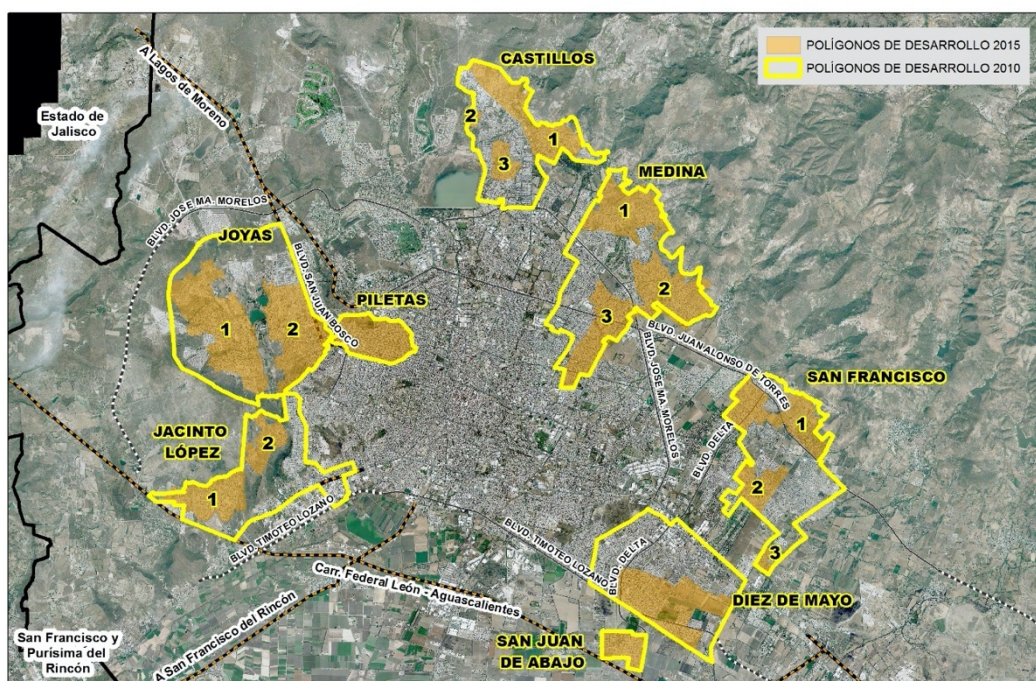 POLÍGONOS DE DESARROLLO 2015
POLÍGONOS DE DESARROLLO 2010
A Lagos de Moreno
CASTILLOS
Estado de
Jalisco
2
1
3
MEDINA
BLVD. JOSE MA. MORELOS
1
JOYAS
BLVD. SAN JUAN BOSCO
PILETAS
2
1
2
3
BLVD. JUAN ALONSO DE TORRES
BLVD. JOSE MA. MORELOS
SAN FRANCISCO
1
BLVD. DELTA
JACINTO
LÓPEZ
2
1
2
BLVD. TIMOTEO LOZANO
BLVD. TIMOTEO LOZANO
BLVD. DELTA
3
Carr. Federal León - Aguascalientes
DIEZ DE MAYO
A San Francisco del Rincón
SAN JUAN
DE ABAJO
San Francisco y
Purísima del
Rincón